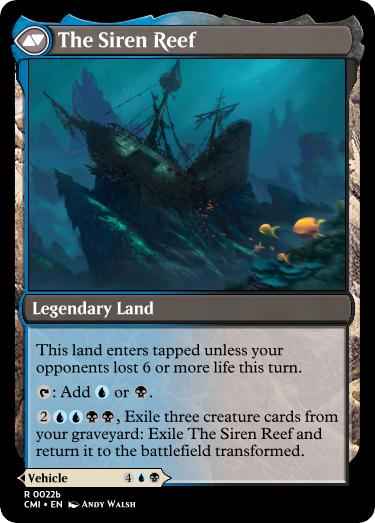 The Siren Reef
Legendary Land
This land enters tapped unless your
opponents lost 6 or more life this turn.
: Add or .
2, Exile three creature cards from
your graveyard: Exile The Siren Reef and
return it to the battlefield transformed.
Vehicle 4
R 0022b
CMI • EN Andy Walsh